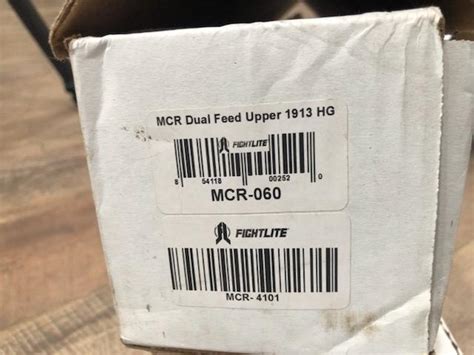 MCR Dual Feed Upper 1913 HG
FIGHTLITE
8 54118 00252 0
MCR-060
FIGHTLITE
MCR- 4101